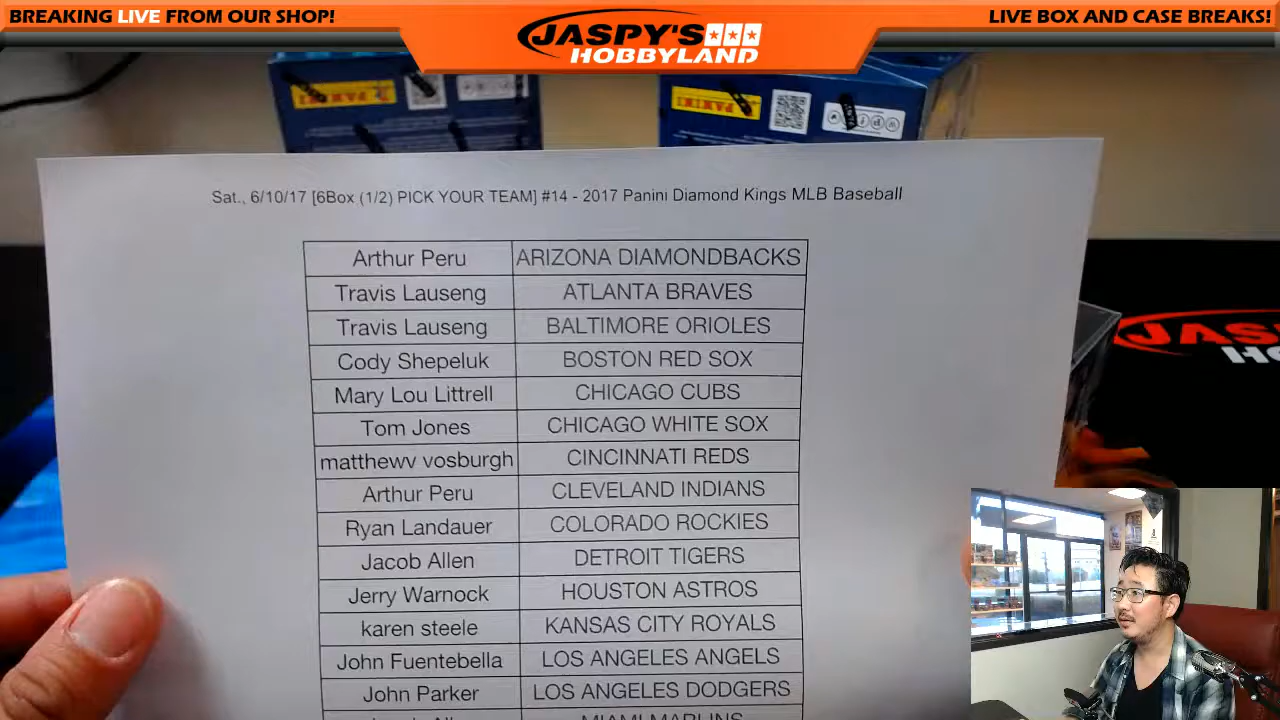 BREAKING LIVE FROM OUR SHOP!
JASPY'S
HOBBYLAND
LIVE BOX AND CASE BREAKS!
PANINI
PANINI
Sat., 6/10/17 [6Box (1/2) PICK YOUR TEAM] #14 - 2017 Panini Diamond Kings MLB Baseball
Arthur Peru ARIZONA DIAMONDBACKS
Travis Lauseng ATLANTA BRAVES
Travis Lauseng BALTIMORE ORIOLES
Cody Shepeluk BOSTON RED SOX
Mary Lou Littrell CHICAGO CUBS
Tom Jones CHICAGO WHITE SOX
matthewv vosburgh CINCINNATI REDS
Arthur Peru CLEVELAND INDIANS
Ryan Landauer COLORADO ROCKIES
Jacob Allen DETROIT TIGERS
Jerry Warnock HOUSTON ASTROS
karen steele KANSAS CITY ROYALS
John Fuentebella LOS ANGELES ANGELS
John Parker LOS ANGELES DODGERS
MIAMI MARLINS